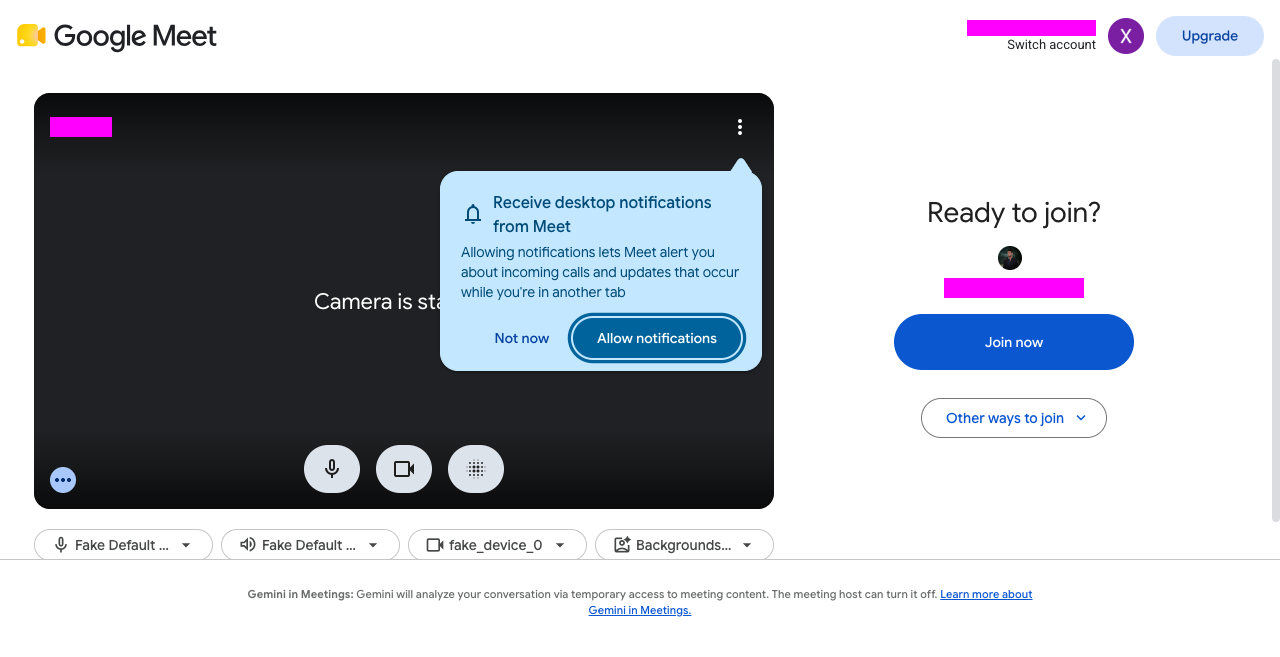 Google Meet
Switch account
X
Upgrade
Receive desktop notifications
from Meet
Allowing notifications lets Meet alert you
about incoming calls and updates that occur
while you're in another tab
Camera is sta
Not now
Allow notifications
Ready to join?
Join now
Other ways to join
Fake Default ...
Fake Default ...
fake_device_0
Backgrounds...
Gemini in Meetings: Gemini will analyze your conversation via temporary access to meeting content. The meeting host can turn it off. Learn more about
Gemini in Meetings.